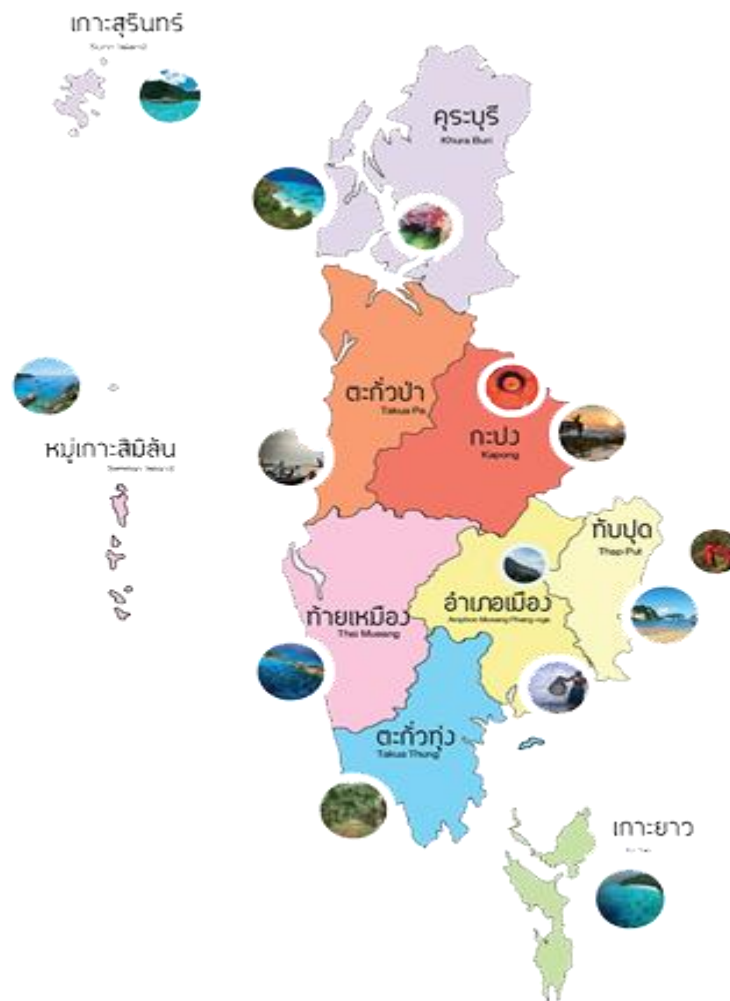 เกาะสุรินทร์
คุระบุรี
Khura Buri
ตะกั่วป่า
Takua Pa
กะปง
Kapong
หมู่เกาะสิมิลัน
ทับปุด
Thap Put
อำเภอเมือง
Amphoe Mueang Phang-nga
ท้ายเหมือง
Thai Mueang
ตะกั่วทุ่ง
Takua Thung
เกาะยาว